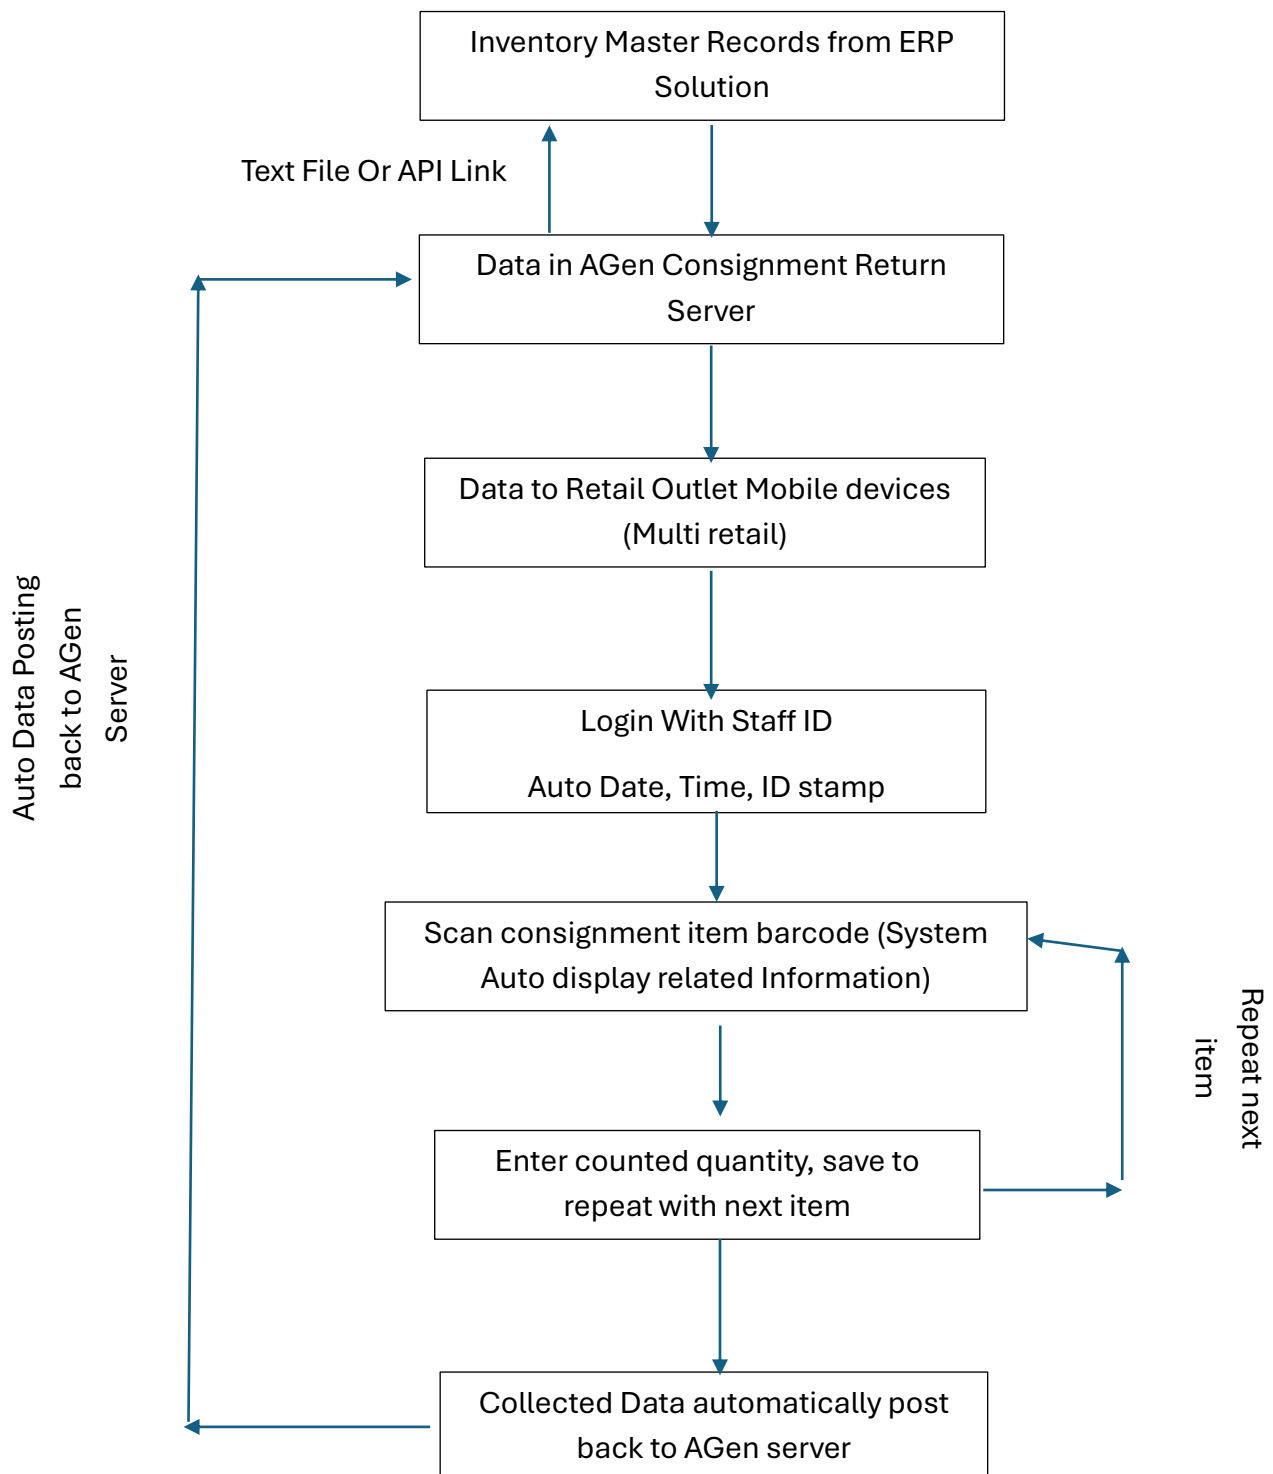 Inventory Master Records from ERP
Solution
Text File Or API Link
Data in AGen Consignment Return
Server
Data to Retail Outlet Mobile devices
(Multi retail)
Auto Data Posting
back to AGen
Server
Login With Staff ID
Auto Date, Time, ID stamp
Scan consignment item barcode (System
Auto display related Information)
Repeat next
item
Enter counted quantity, save to
repeat with next item
Collected Data automatically post
back to AGen server